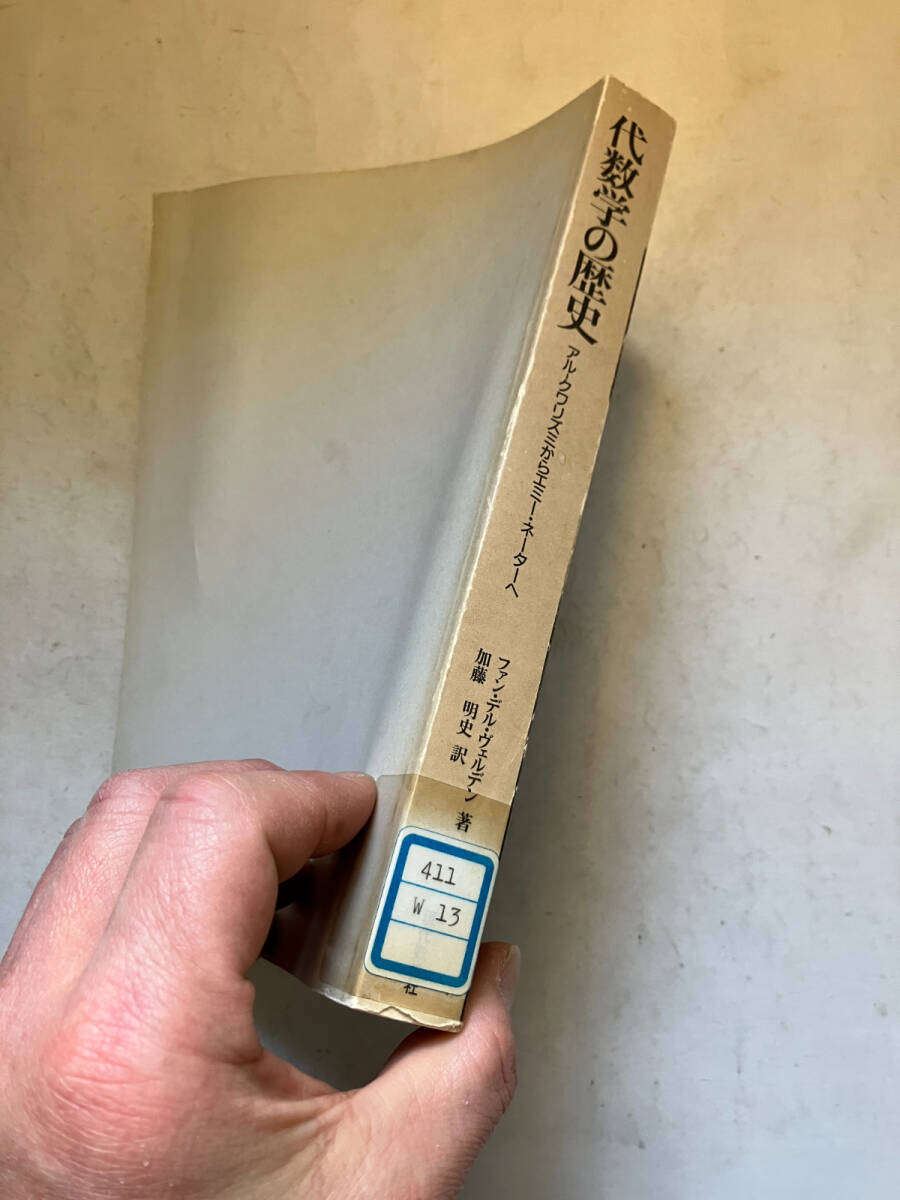 代数学の歴史
アル-クワリズミからエミー・ネーターへ
ファン・デル・ヴェルデン 著
加藤 明史 訳
411
W 13
社